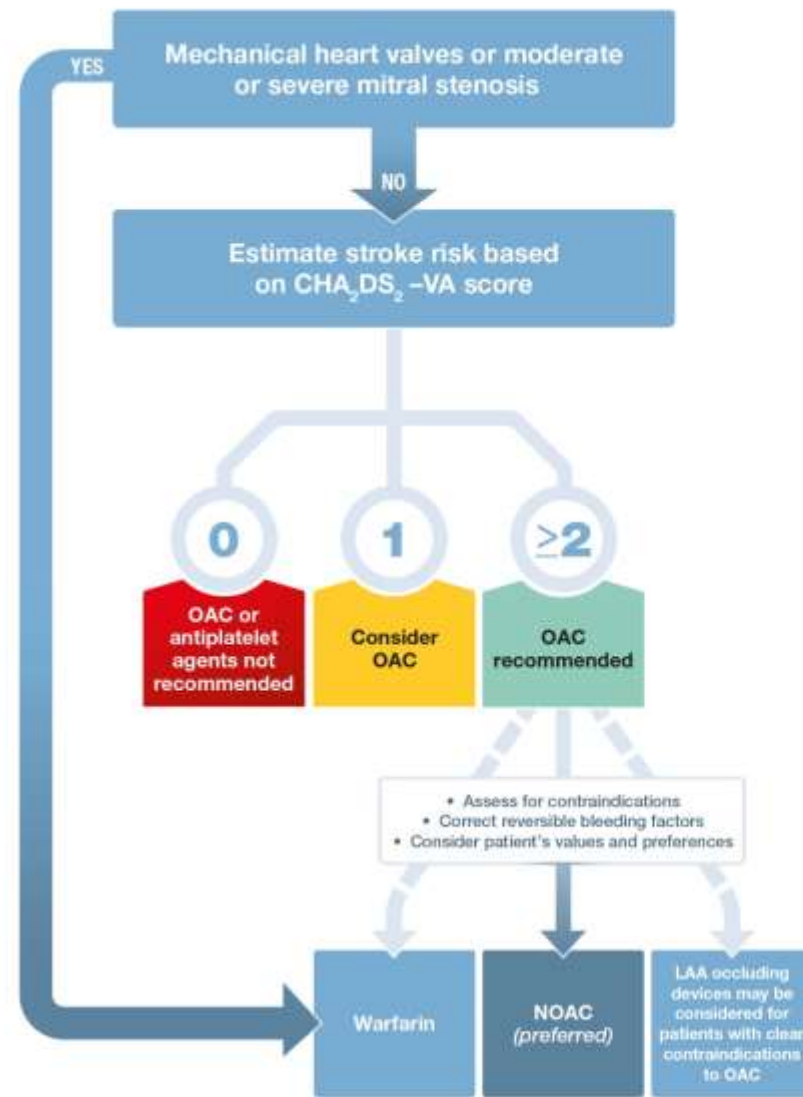 Mechanical heart valves or moderate
or severe mitral stenosis
YES
NO
Estimate stroke risk based
on CHA₂DS₂ –VA score
0
1
≥2
OAC or
antiplatelet
agents not
recommended
Consider
OAC
OAC
recommended
• Assess for contraindications
• Correct reversible bleeding factors
• Consider patient's values and preferences
Warfarin
NOAC
(preferred)
LAA occluding
devices may be
considered for
patients with clear
contraindications
to OAC